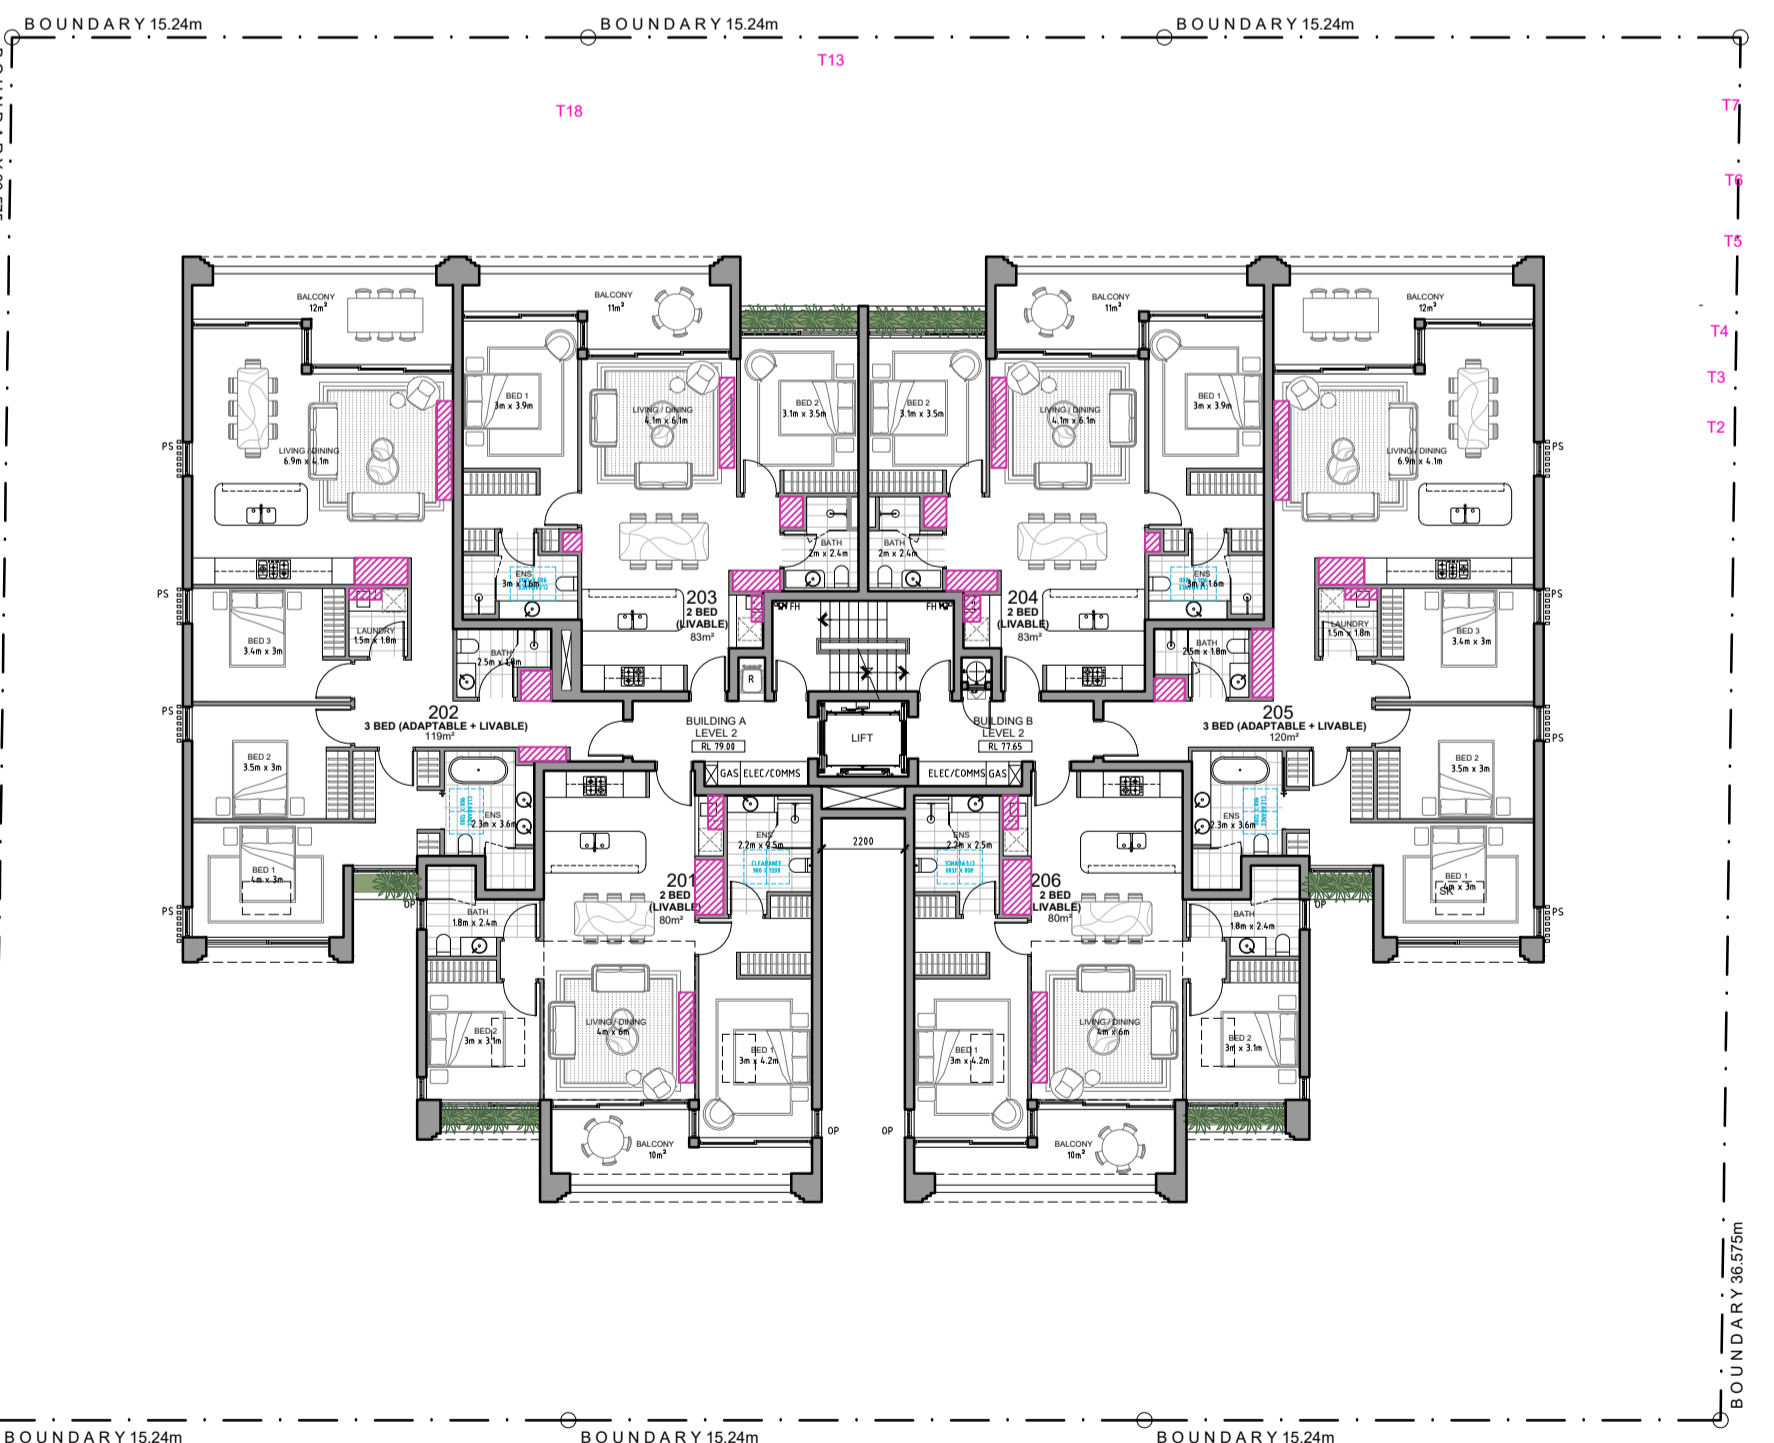 BOUNDARY 15.24m
BOUNDARY 15.24m
BOUNDARY 15.24m
T13
T18
T7
T6
T5
T4
T3
T2
BALCONY
12m²
BALCONY
11m²
BALCONY
11m²
BALCONY
12m²
BED 1
3m x 3.9m
LIVING / DINING
4.1m x 6.1m
BED 2
3.1m x 3.5m
BED 2
3.1m x 3.5m
LIVING / DINING
4.1m x 6.1m
BED 1
3m x 3.9m
PS
LIVING / DINING
6.9m x 4.1m
LIVING / DINING
6.9m x 4.1m
PS
BATH
2m x 2.4m
BATH
2m x 2.4m
ENS
3m x 1.6m
ENS
3m x 1.6m
PS
203
2 BED
(LIVABLE)
83m²
FH
FH
204
2 BED
(LIVABLE)
83m²
PS
BED 3
3.4m x 3m
LAUNDRY
1.5m x 1.8m
BATH
2.5m x 1.8m
R
BATH
2.5m x 1.8m
LAUNDRY
1.5m x 1.8m
BED 3
3.4m x 3m
PS
202
3 BED (ADAPTABLE + LIVABLE)
119m²
BUILDING A
LEVEL 2
RL 79.00
LIFT
BUILDING B
LEVEL 2
RL 77.65
205
3 BED (ADAPTABLE + LIVABLE)
120m²
PS
BED 2
3.5m x 3m
GAS ELEC/COMMS
ELEC/COMMS GAS
BED 2
3.5m x 3m
ENS
2.3m x 3.6m
ENS
2.2m x 2.5m
CLEARANCE
900 X 1200
2200
ENS
2.2m x 2.5m
CLEARANCE
900 X 1200
ENS
2.3m x 3.6m
BED 1
4m x 3m
201
2 BED
(LIVABLE)
80m²
206
2 BED
(LIVABLE)
80m²
BED 1
4m x 3m
SK
PS
OP
BATH
1.8m x 2.4m
BATH
1.8m x 2.4m
OP
PS
BED 2
3m x 3.1m
LIVING / DINING
4m x 6m
BED 1
3m x 4.2m
BED 1
3m x 4.2m
LIVING / DINING
4m x 6m
BED 2
3m x 3.1m
BALCONY
10m²
OP
OP
BALCONY
10m²
BOUNDARY 36.575m
BOUNDARY 15.24m
BOUNDARY 15.24m
BOUNDARY 15.24m